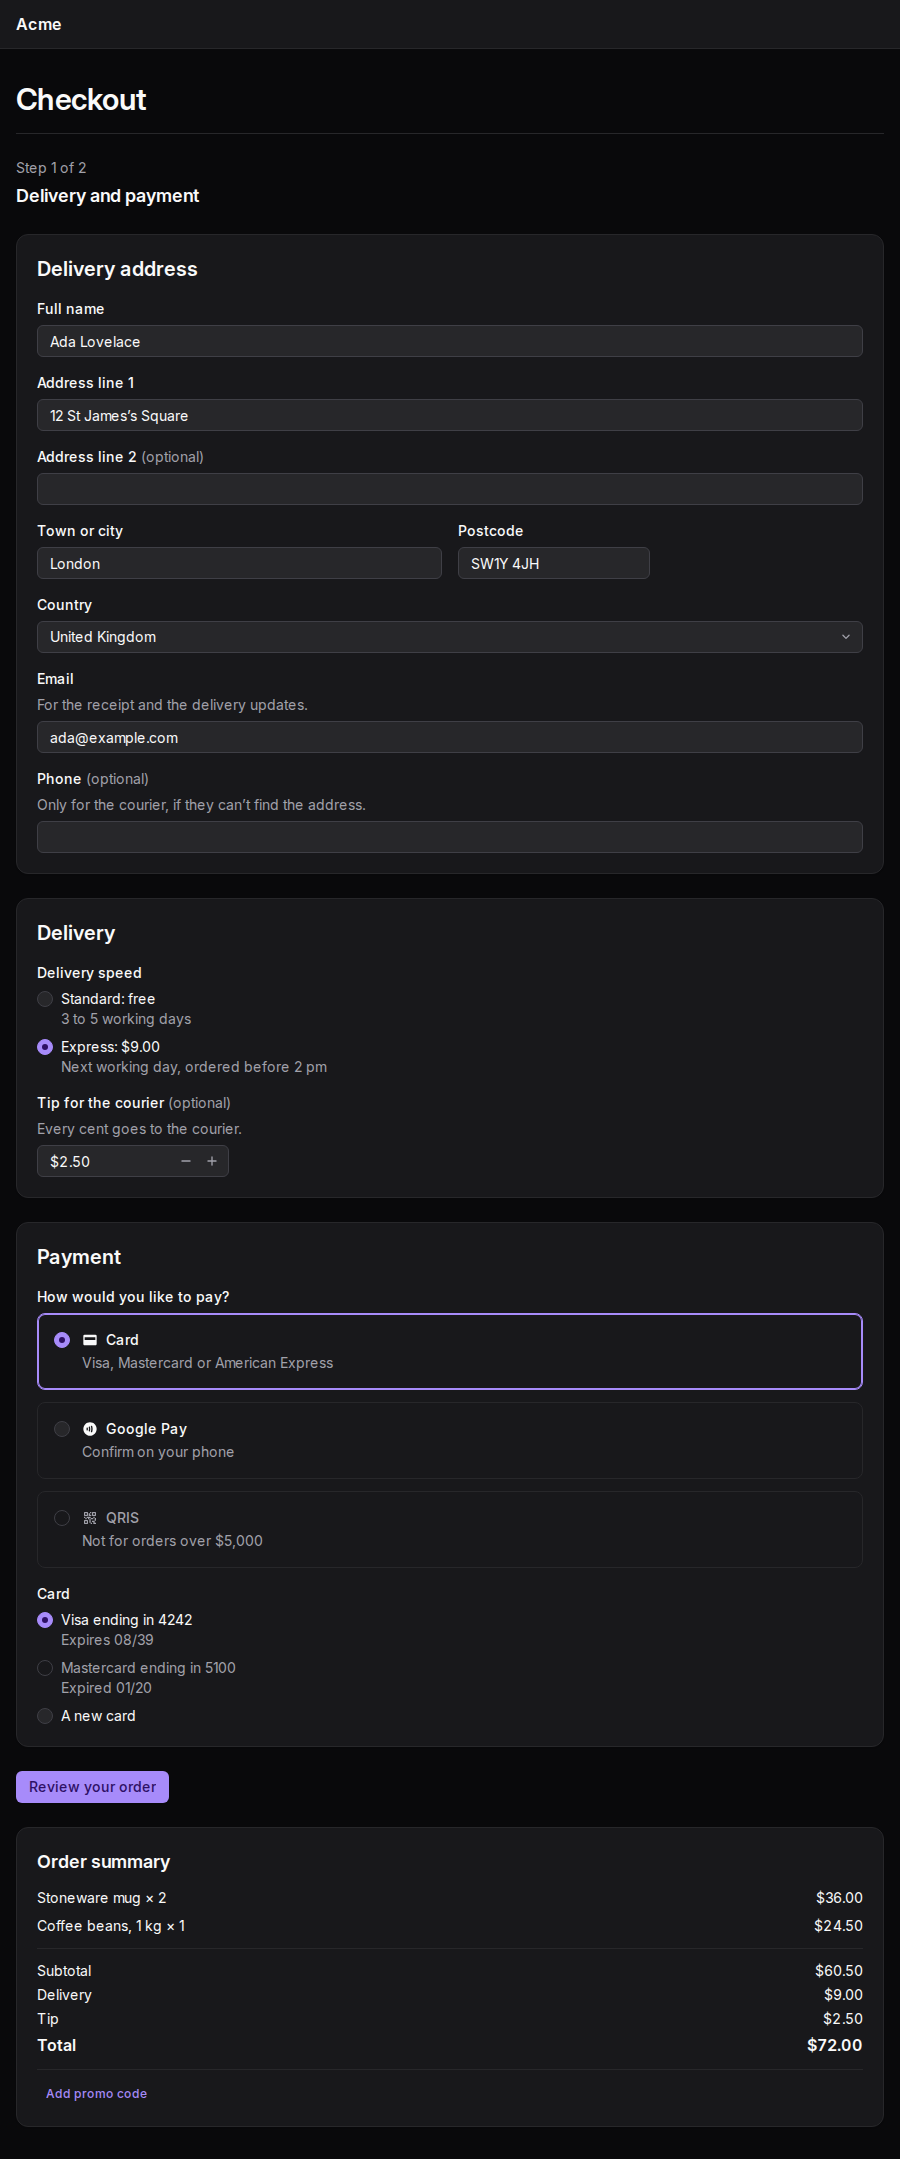 Acme
Checkout
Step 1 of 2
Delivery and payment
Delivery address
Full name
Ada Lovelace
Address line 1
12 St James’s Square
Address line 2 (optional)
Town or city
Postcode
London
SW1Y 4JH
Country
United Kingdom
Email
For the receipt and the delivery updates.
ada@example.com
Phone (optional)
Only for the courier, if they can’t find the address.
Delivery
Delivery speed
Standard: free
3 to 5 working days
Express: $9.00
Next working day, ordered before 2 pm
Tip for the courier (optional)
Every cent goes to the courier.
$2.50
Payment
How would you like to pay?
Card
Visa, Mastercard or American Express
Google Pay
Confirm on your phone
QRIS
Not for orders over $5,000
Card
Visa ending in 4242
Expires 08/39
Mastercard ending in 5100
Expired 01/20
A new card
Review your order
Order summary
Stoneware mug × 2 $36.00
Coffee beans, 1 kg × 1 $24.50
Subtotal $60.50
Delivery $9.00
Tip $2.50
Total $72.00
Add promo code